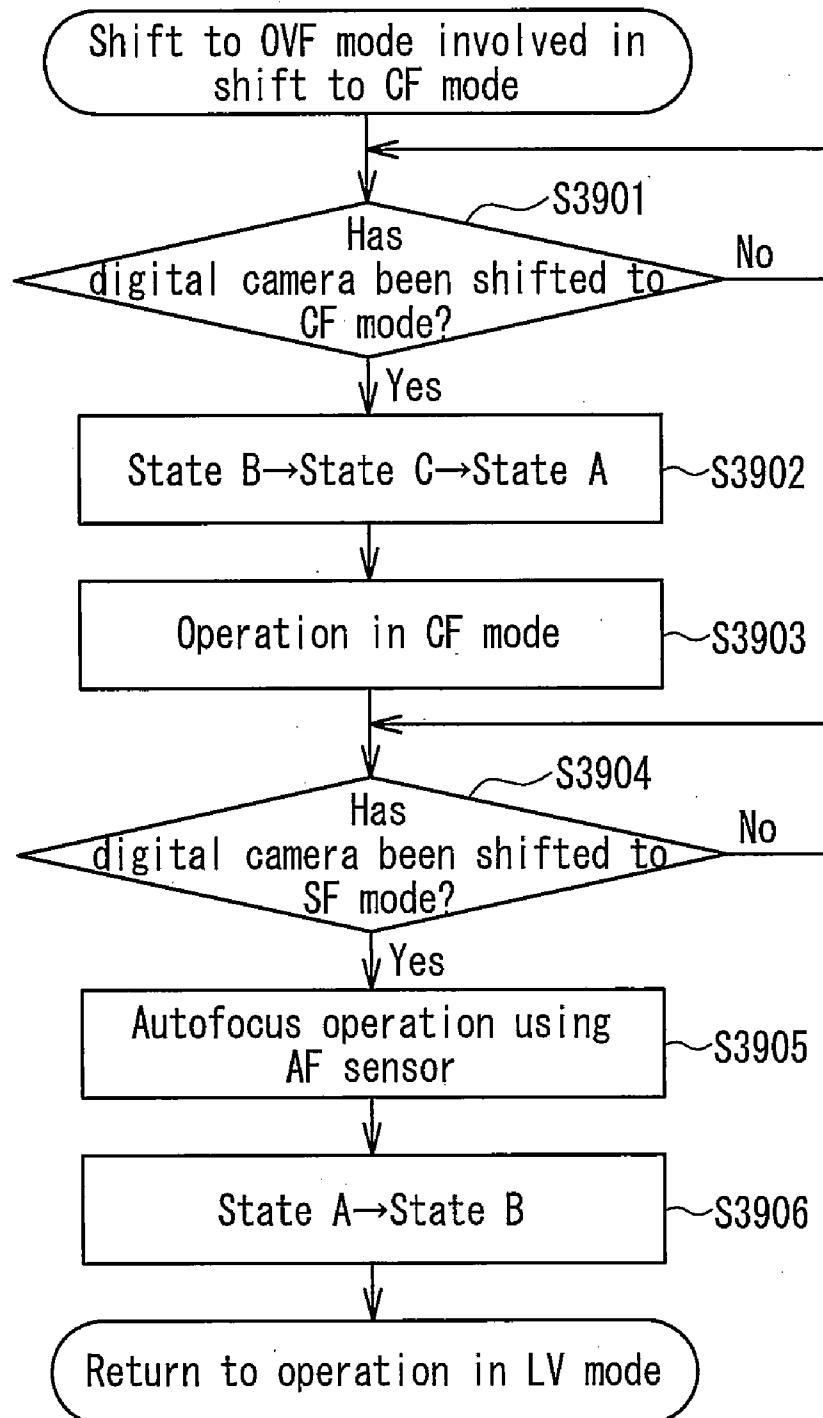 Shift to OVF mode involved in
shift to CF mode
S3901
Has
digital camera been shifted to
CF mode?
No
Yes
State B→State C→State A
S3902
Operation in CF mode
S3903
S3904
Has
digital camera been shifted to
SF mode?
No
Yes
Autofocus operation using
AF sensor
S3905
State A→State B
S3906
Return to operation in LV mode